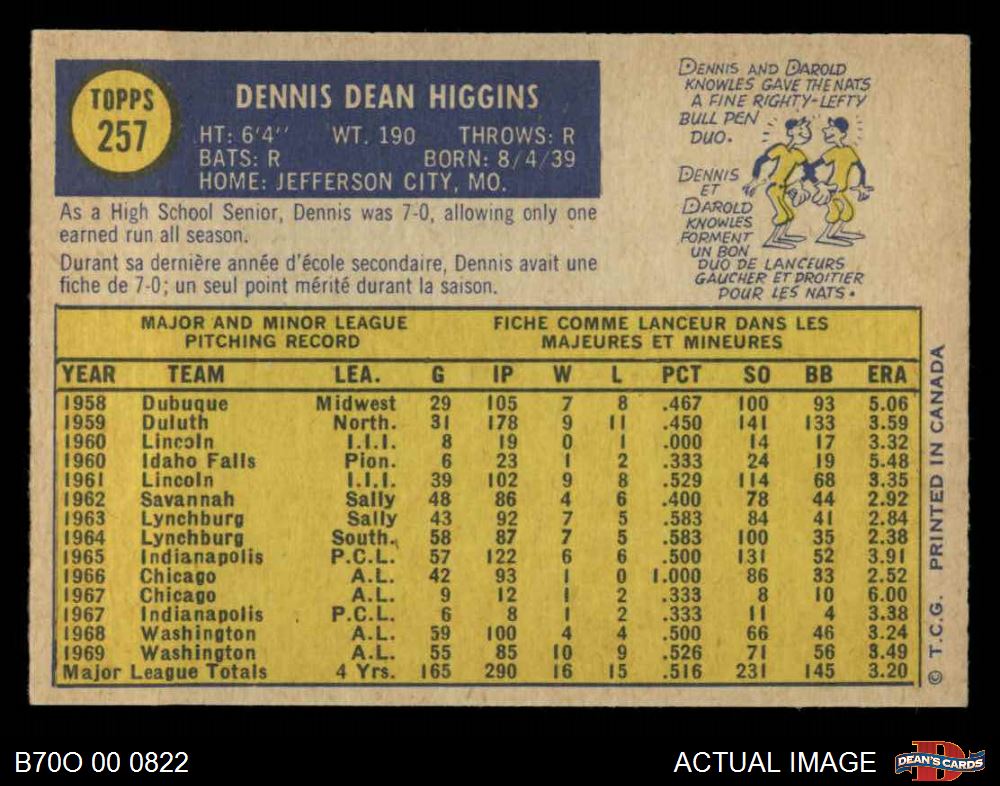 TOPPS
257
DENNIS DEAN HIGGINS
HT: 6'4" WT. 190 THROWS: R
BATS: R BORN: 8/4/39
HOME: JEFFERSON CITY, MO.
As a High School Senior, Dennis was 7-0, allowing only one
earned run all season.
Durant sa dernière année d'école secondaire, Dennis avait une
fiche de 7-0; un seul point mérité durant la saison.
DENNIS AND DAROLD
KNOWLES GAVE THE NATS
A FINE RIGHTY-LEFTY
BULL PEN
DUO.
DENNIS
ET
DAROLD
KNOWLES
FORMENT
UN BON
DUO DE LANCEURS
GAUCHER ET DROITIER
POUR LES NATS.
MAJOR AND MINOR LEAGUE
PITCHING RECORD
FICHE COMME LANCEUR DANS LES
MAJEURES ET MINEURES
YEAR TEAM LEA. G IP W L PCT SO BB ERA
1958 Dubuque Midwest 29 105 7 8 .467 100 93 5.06
1959 Duluth North. 31 178 9 11 .450 141 133 3.59
1960 Lincoln I.I.I. 8 19 0 1 .000 14 17 3.32
1960 Idaho Falls Pion. 6 23 1 2 .333 24 19 5.48
1961 Lincoln I.I.I. 39 102 9 8 .529 114 68 3.35
1962 Savannah Sally 48 86 4 6 .400 78 44 2.92
1963 Lynchburg Sally 43 92 7 5 .583 84 41 2.84
1964 Lynchburg South. 58 87 7 5 .583 100 35 2.38
1965 Indianapolis P.C.L. 57 122 6 6 .500 131 52 3.91
1966 Chicago A.L. 42 93 1 0 1.000 86 33 2.52
1967 Chicago A.L. 9 12 1 2 .333 8 10 6.00
1967 Indianapolis P.C.L. 6 8 1 2 .333 11 4 3.38
1968 Washington A.L. 59 100 4 4 .500 66 46 3.24
1969 Washington A.L. 55 85 10 9 .526 71 56 3.49
Major League Totals 4 Yrs. 165 290 16 15 .516 231 145 3.20
© T.C.G. PRINTED IN CANADA
B70O 00 0822
ACTUAL IMAGE
D
DEAN'S CARDS